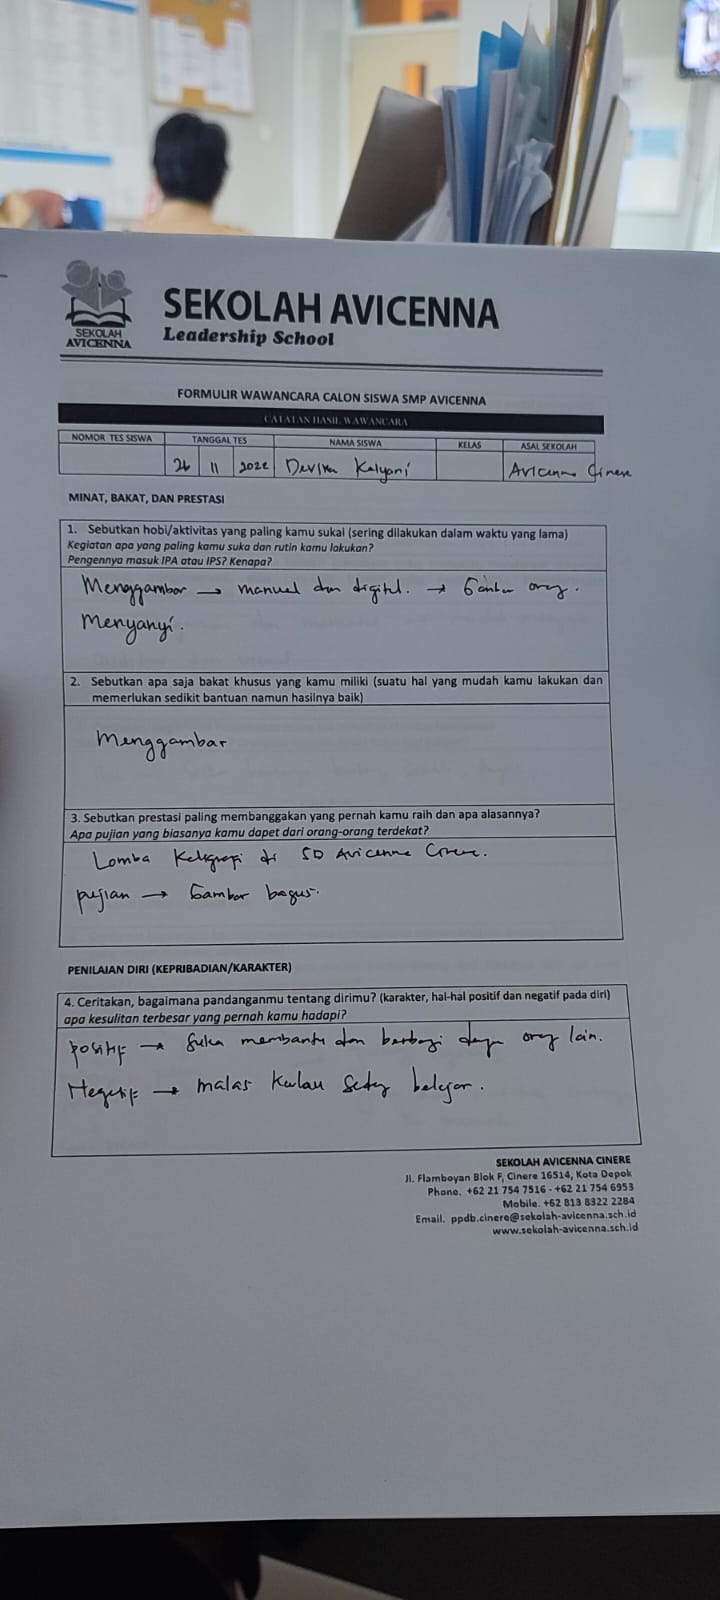 SEKOLAH AVICENNA
SEKOLAH AVICENNA
Leadership School
FORMULIR WAWANCARA CALON SISWA SMP AVICENNA
CATATAN HASIL WAWANCARA
NOMOR TES SISWA TANGGAL TES NAMA SISWA KELAS ASAL SEKOLAH
26 11 2022 Devira Kalyani Avicenna Cinere
MINAT, BAKAT, DAN PRESTASI
1. Sebutkan hobi/aktivitas yang paling kamu sukai (sering dilakukan dalam waktu yang lama)
Kegiatan apa yang paling kamu suka dan rutin kamu lakukan?
Pengennya masuk IPA atau IPS? Kenapa?
Menggambar → manual dan digital. → Gambar orang.
Menyanyi.
2. Sebutkan apa saja bakat khusus yang kamu miliki (suatu hal yang mudah kamu lakukan dan
memerlukan sedikit bantuan namun hasilnya baik)
Menggambar
3. Sebutkan prestasi paling membanggakan yang pernah kamu raih dan apa alasannya?
Apa pujian yang biasanya kamu dapet dari orang-orang terdekat?
Lomba Kaligrafi di SD Avicenna Cinere.
pujian → Gambar bagus.
PENILAIAN DIRI (KEPRIBADIAN/KARAKTER)
4. Ceritakan, bagaimana pandanganmu tentang dirimu? (karakter, hal-hal positif dan negatif pada diri)
apa kesulitan terbesar yang pernah kamu hadapi?
Positif → Suka membantu dan berbagi dengan orang lain.
Negatif → malas kalau sedang belajar.
SEKOLAH AVICENNA CINERE
Jl. Flamboyan Blok F, Cinere 16514, Kota Depok
Phone. +62 21 754 7516 - +62 21 754 6953
Mobile. +62 813 8322 2284
Email. ppdb.cinere@sekolah-avicenna.sch.id
www.sekolah-avicenna.sch.id